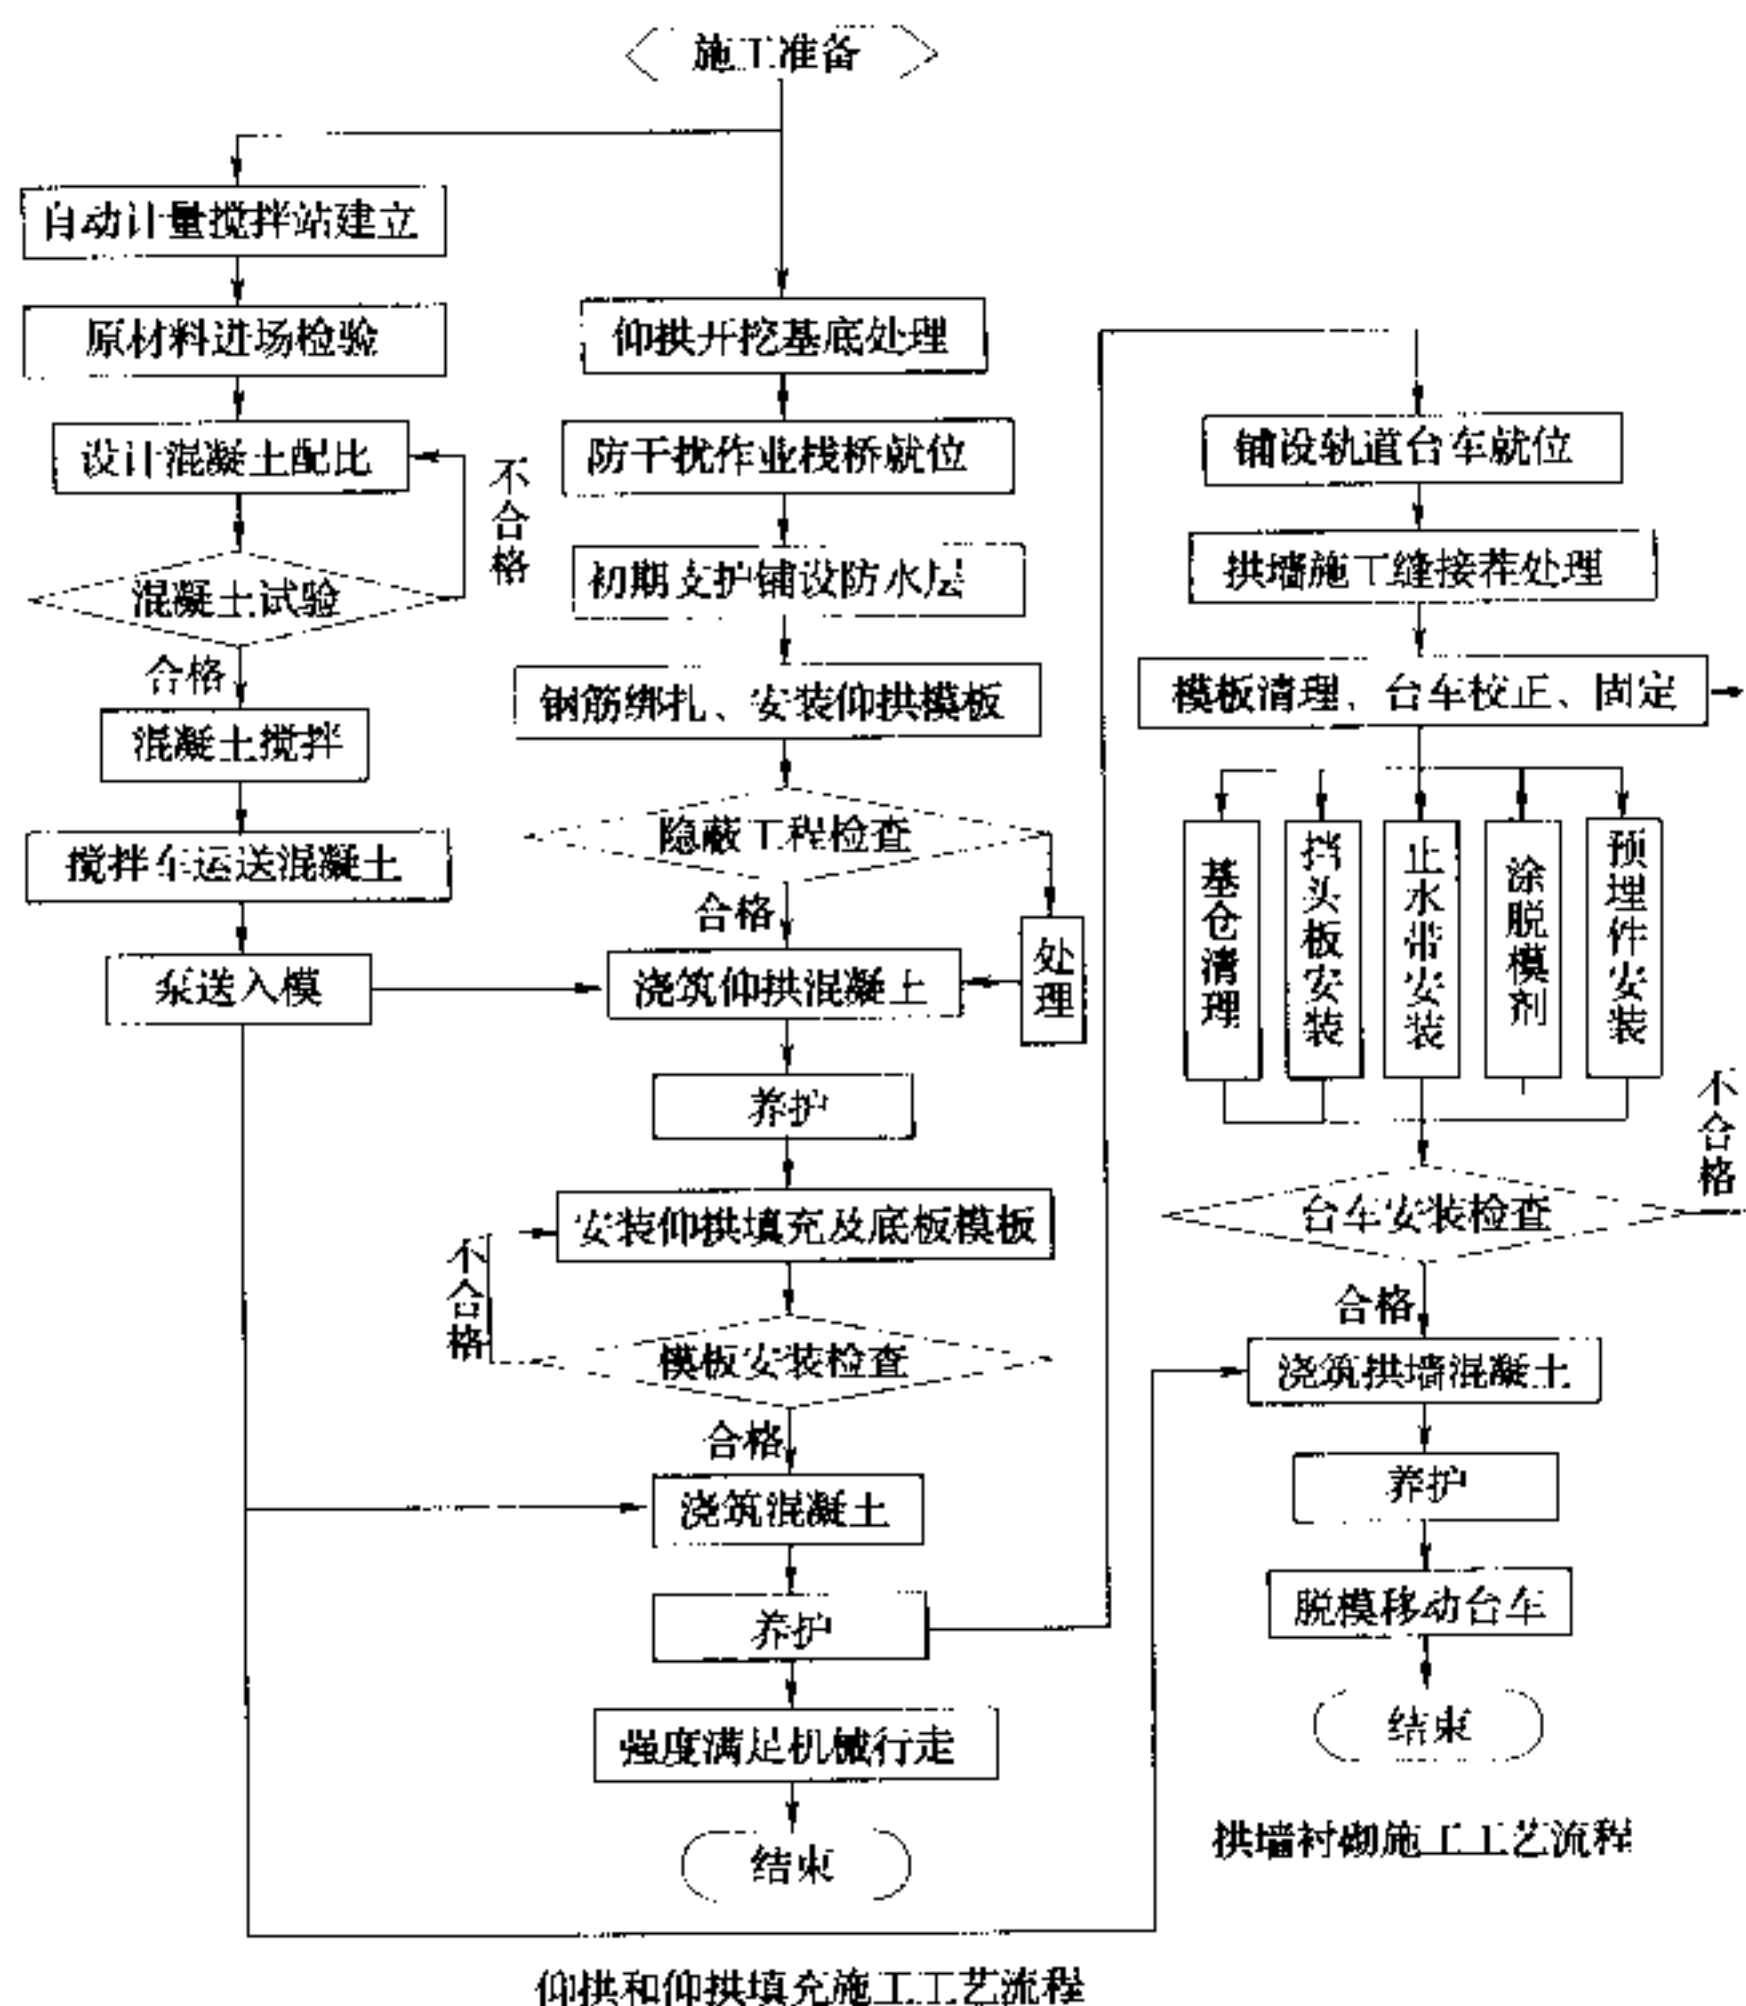 施工准备
自动计量搅拌站建立
原材料进场检验
设计混凝土配比
不合格
混凝土试验
合格
混凝土搅拌
搅拌车运送混凝土
泵送入模
仰拱开挖基底处理
防干扰作业栈桥就位
初期支护铺设防水层
钢筋绑扎、安装仰拱模板
隐蔽工程检查
合格
处理
浇筑仰拱混凝土
养护
安装仰拱填充及底板模板
不合格
模板安装检查
合格
浇筑混凝土
养护
强度满足机械行走
结束
仰拱和仰拱填充施工工艺流程
铺设轨道台车就位
拱墙施工缝接茬处理
模板清理、台车校正、固定
基仓清理
挡头板安装
止水带安装
涂脱模剂
预埋件安装
不合格
台车安装检查
合格
浇筑拱墙混凝土
养护
脱模移动台车
结束
拱墙衬砌施工工艺流程